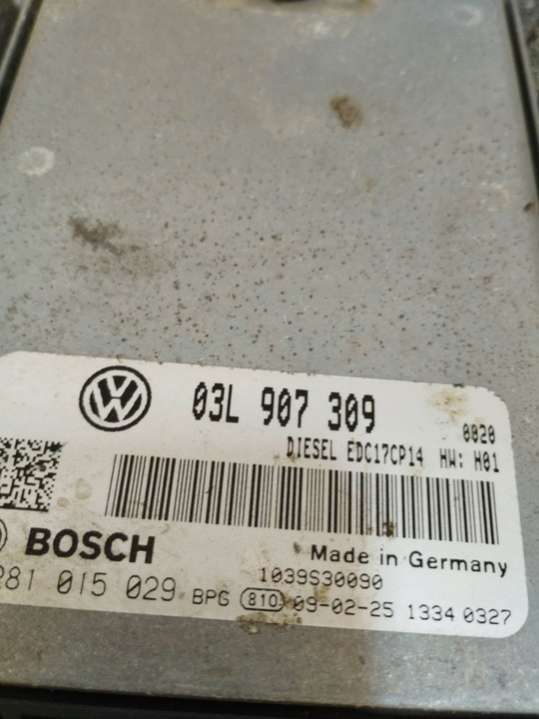 03L 907 309
0020
DIESEL EDC17CP14 HW: H01
BOSCH
Made in Germany
1039S30090
281 015 029 BPG 810 09-02-25 1334 0327